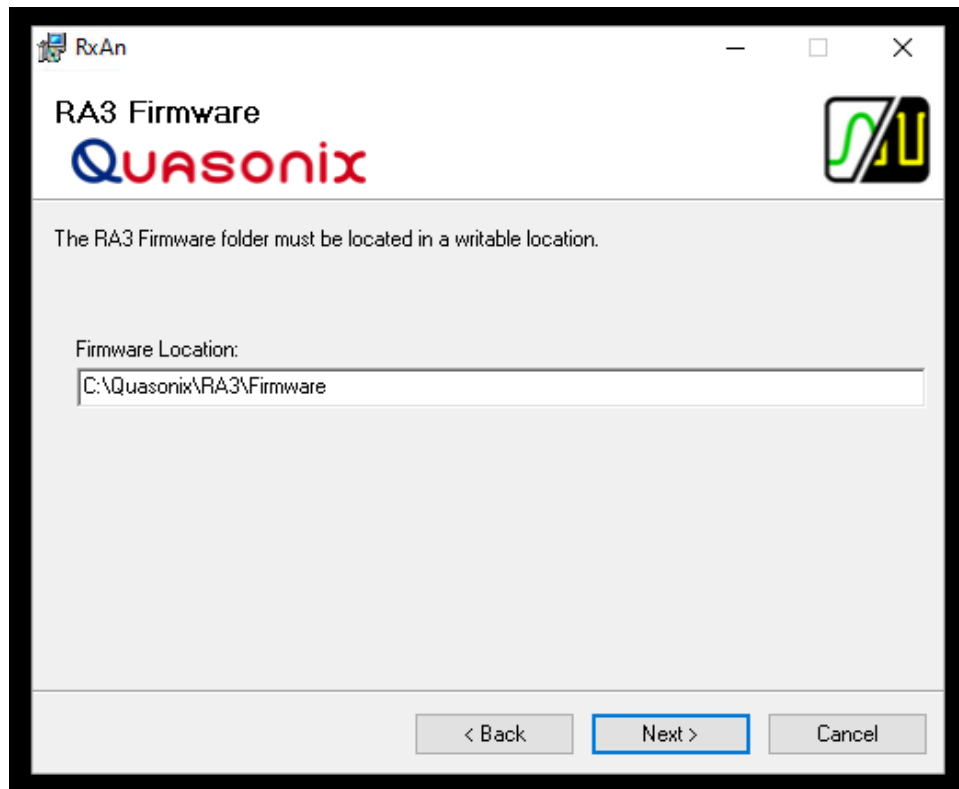 RxAn
RA3 Firmware
Quasonix
The RA3 Firmware folder must be located in a writable location.
Firmware Location:
C:\Quasonix\RA3\Firmware
< Back
Next >
Cancel